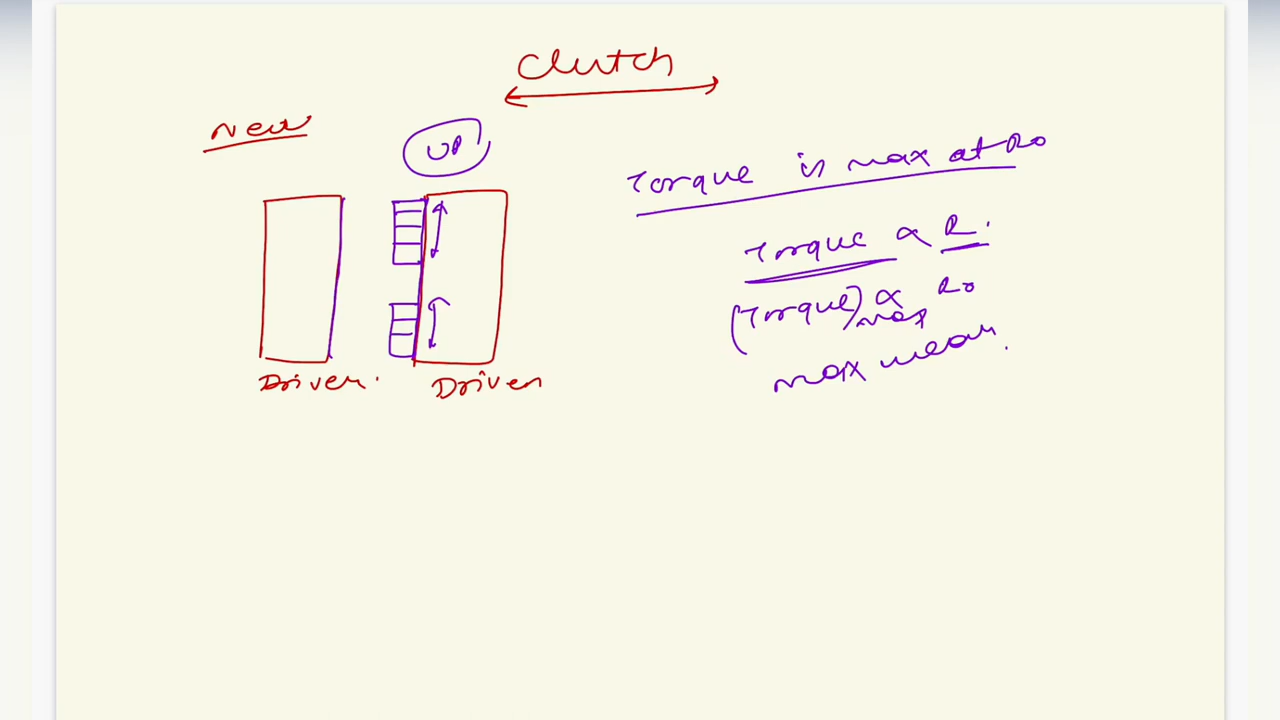 Clutch
New
UP
Torque is max at Ro
Torque ∝ R.
(Torque)max ∝ Ro
max wear.
Driver.
Driven